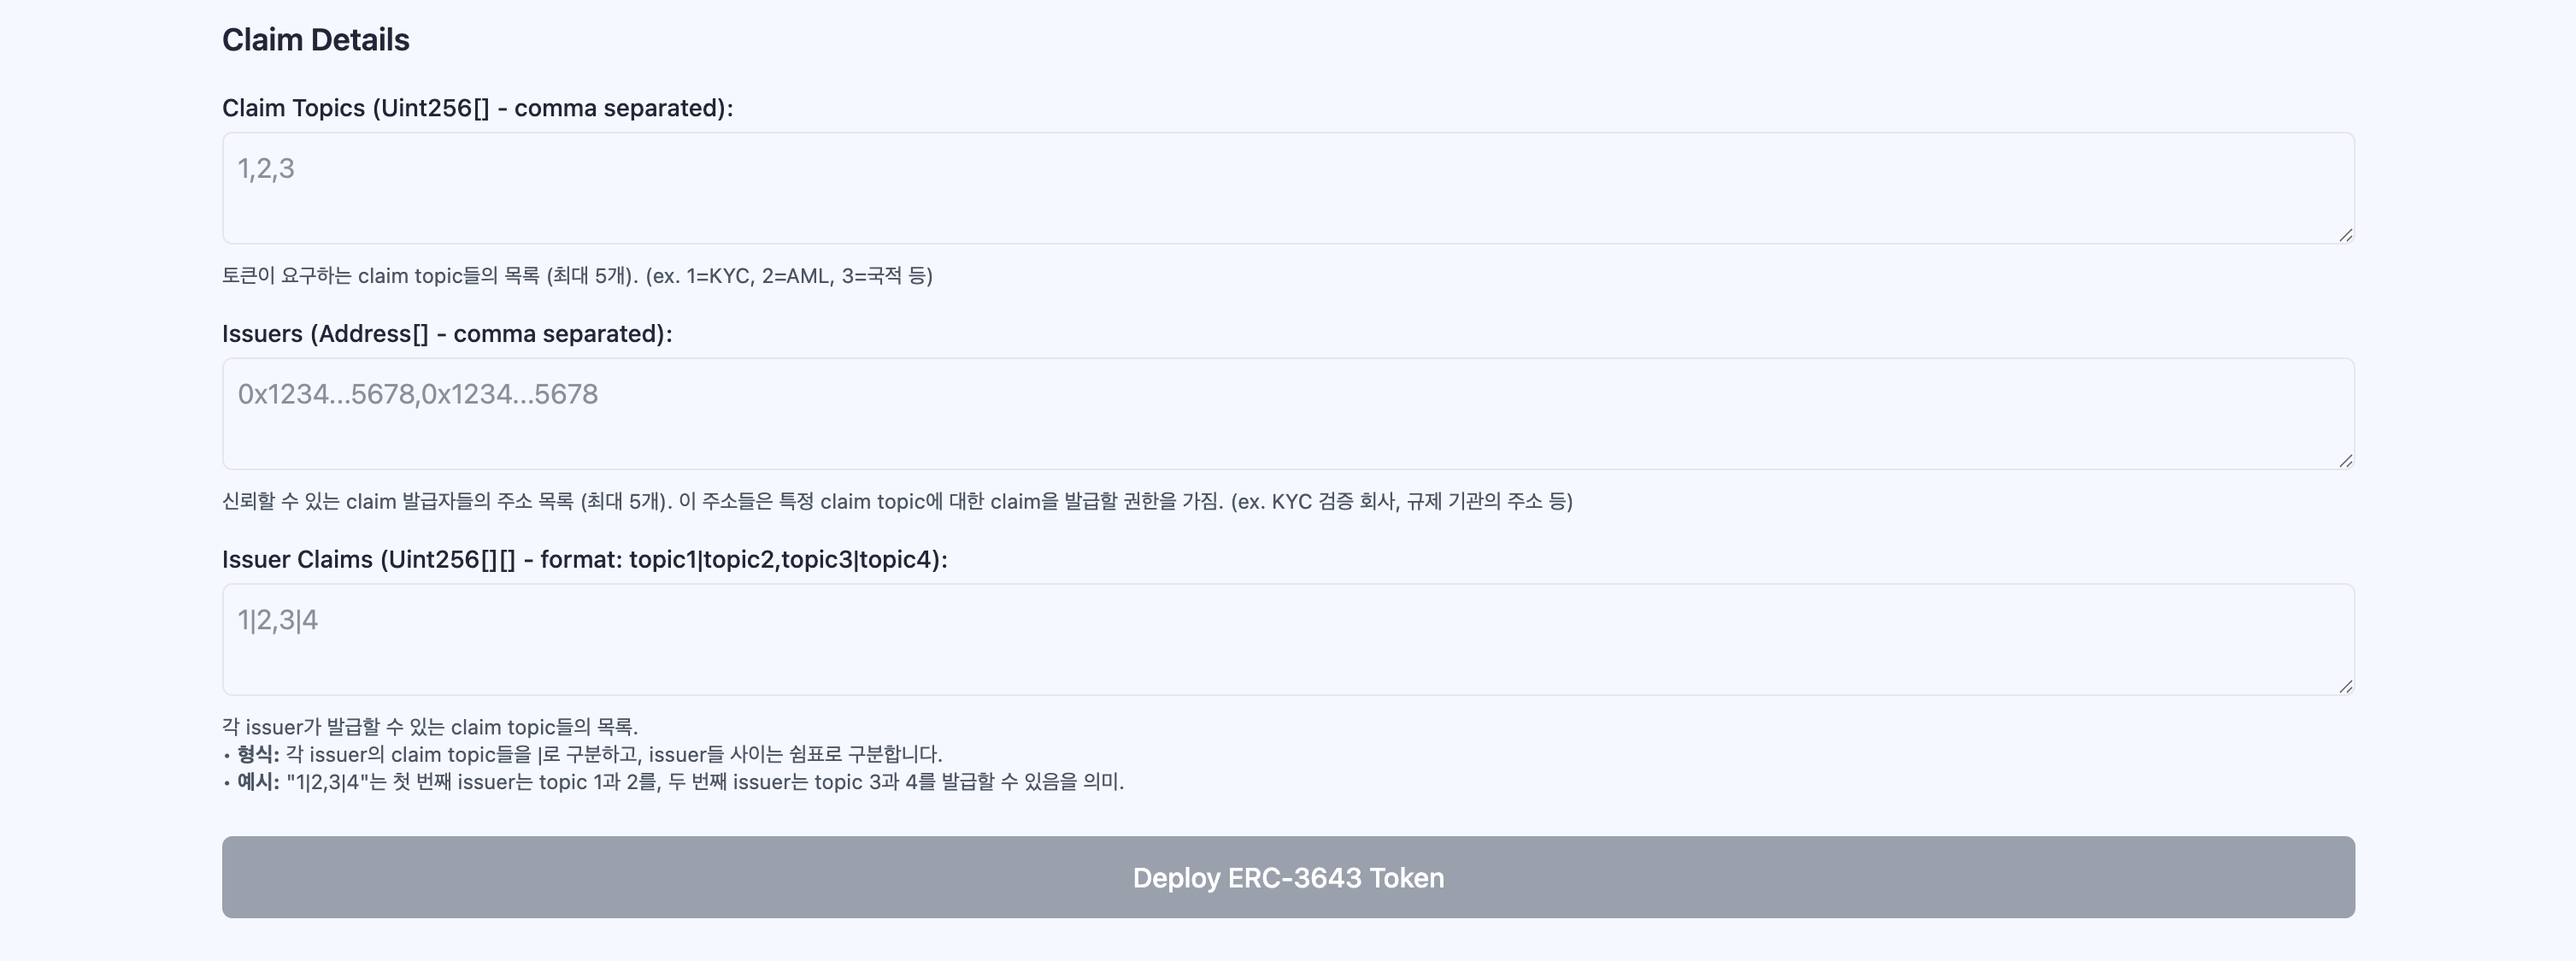 Claim Details
Claim Topics (Uint256[] - comma separated):
1,2,3
토큰이 요구하는 claim topic들의 목록 (최대 5개). (ex. 1=KYC, 2=AML, 3=국적 등)
Issuers (Address[] - comma separated):
0x1234...5678,0x1234...5678
신뢰할 수 있는 claim 발급자들의 주소 목록 (최대 5개). 이 주소들은 특정 claim topic에 대한 claim을 발급할 권한을 가짐. (ex. KYC 검증 회사, 규제 기관의 주소 등)
Issuer Claims (Uint256[][] - format: topic1|topic2,topic3|topic4):
1|2,3|4
각 issuer가 발급할 수 있는 claim topic들의 목록.
• 형식: 각 issuer의 claim topic들을 |로 구분하고, issuer들 사이는 쉼표로 구분합니다.
• 예시: "1|2,3|4"는 첫 번째 issuer는 topic 1과 2를, 두 번째 issuer는 topic 3과 4를 발급할 수 있음을 의미.
Deploy ERC-3643 Token